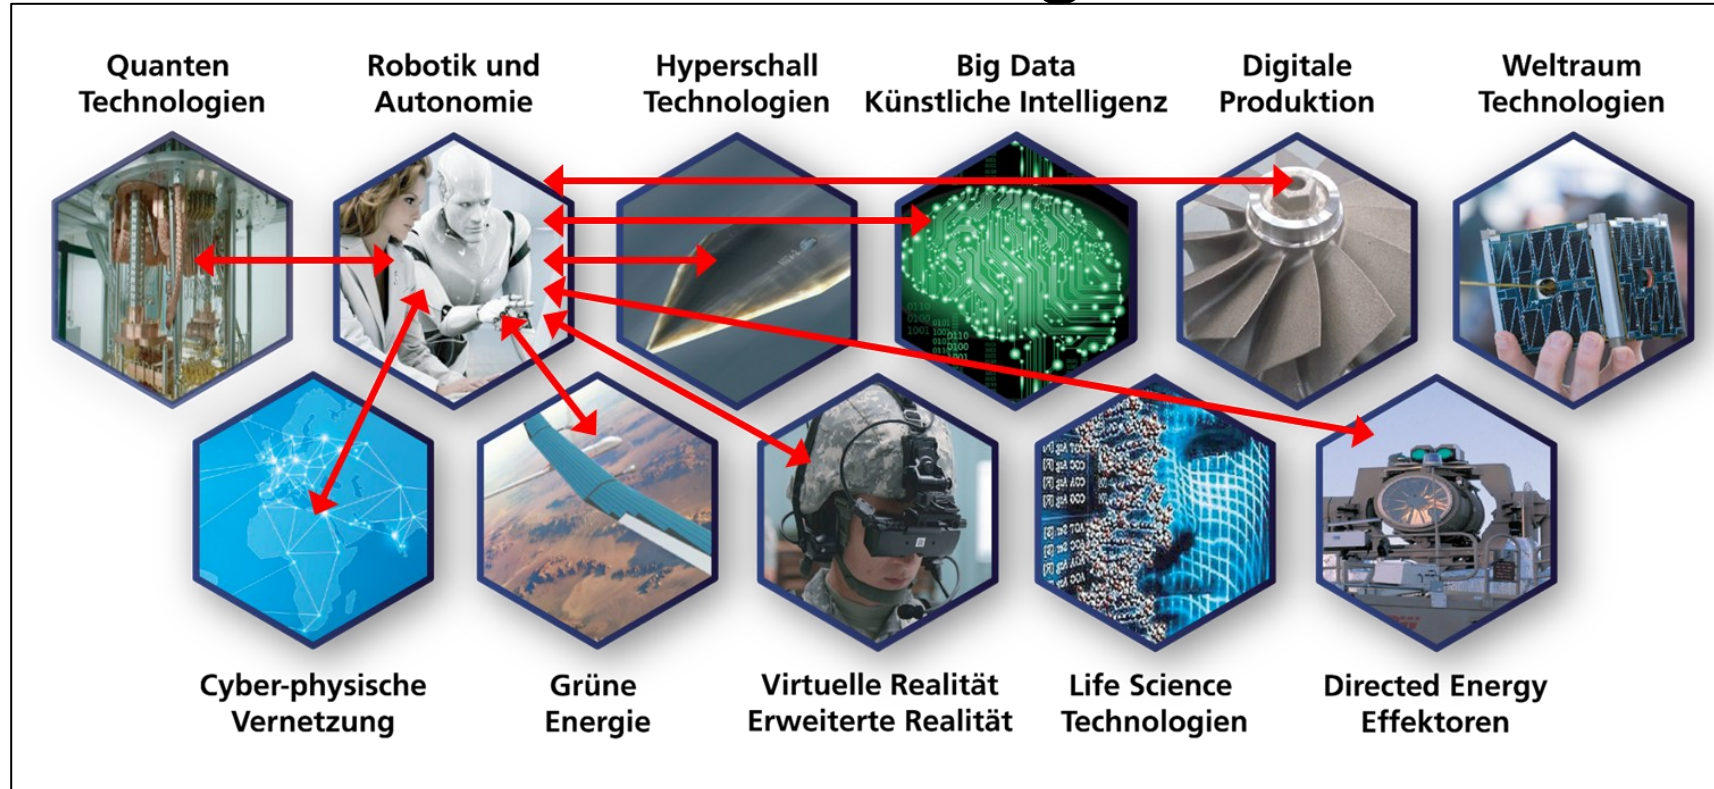 Quanten
Technologien
Robotik und
Autonomie
Hyperschall
Technologien
Big Data
Künstliche Intelligenz
Digitale
Produktion
Weltraum
Technologien
Cyber-physische
Vernetzung
Grüne
Energie
Virtuelle Realität
Erweiterte Realität
Life Science
Technologien
Directed Energy
Effektoren